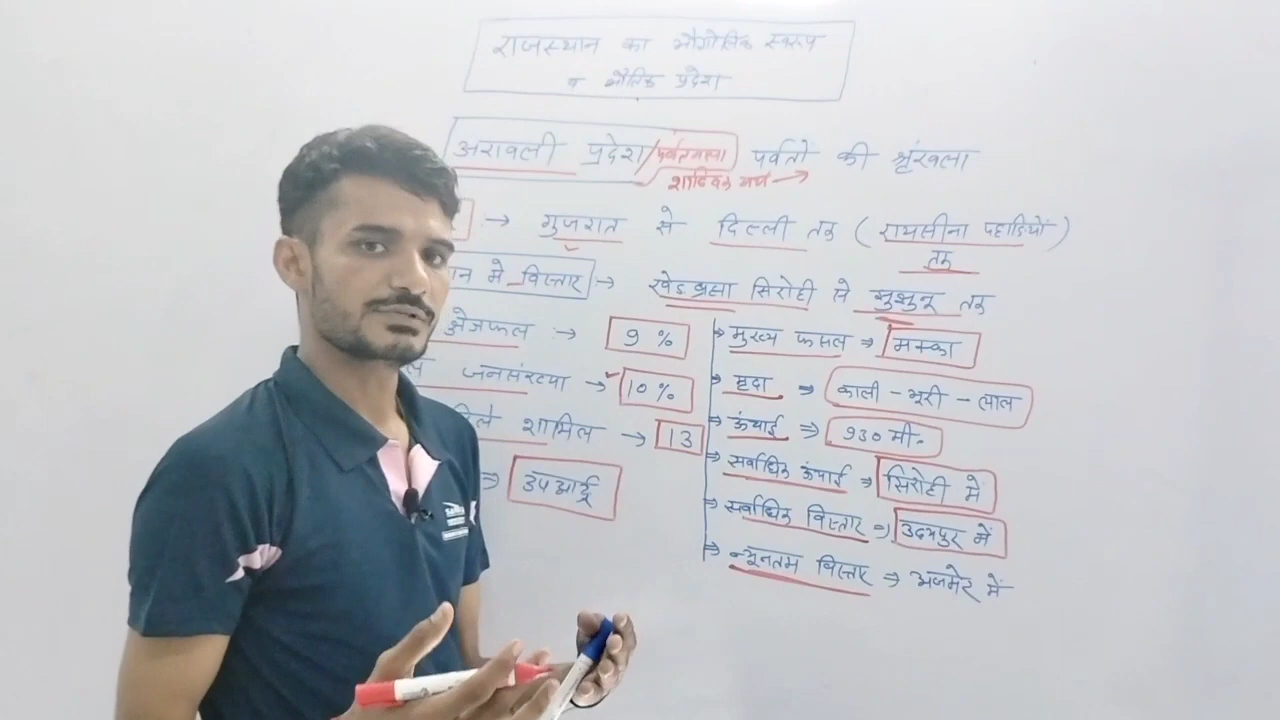 राजस्थान का भौगोलिक स्वरूप
व भौतिक प्रदेश
अरावली प्रदेश/पर्वतमाला पर्वतो की श्रृंखला
शाब्दिक अर्थ →
→ गुजरात से दिल्ली तक (रायसीना पहाडियों)
तक
में विस्तार → खेडब्रह्मा सिरोही से झुझुनू तक
क्षेत्रफल → 9 %
जनसंख्या → 10 %
शामिल → 13
⇒ उपआर्द्र
⇒ मुख्य फसल ⇒ मक्का
⇒ मृदा ⇒ काली - भूरी - लाल
⇒ ऊंचाई ⇒ 930 मी.
⇒ सर्वाधिक ऊंचाई ⇒ सिरोही में
⇒ सर्वाधिक विस्तार ⇒ उदयपुर में
⇒ न्यूनतम विस्तार ⇒ अजमेर में